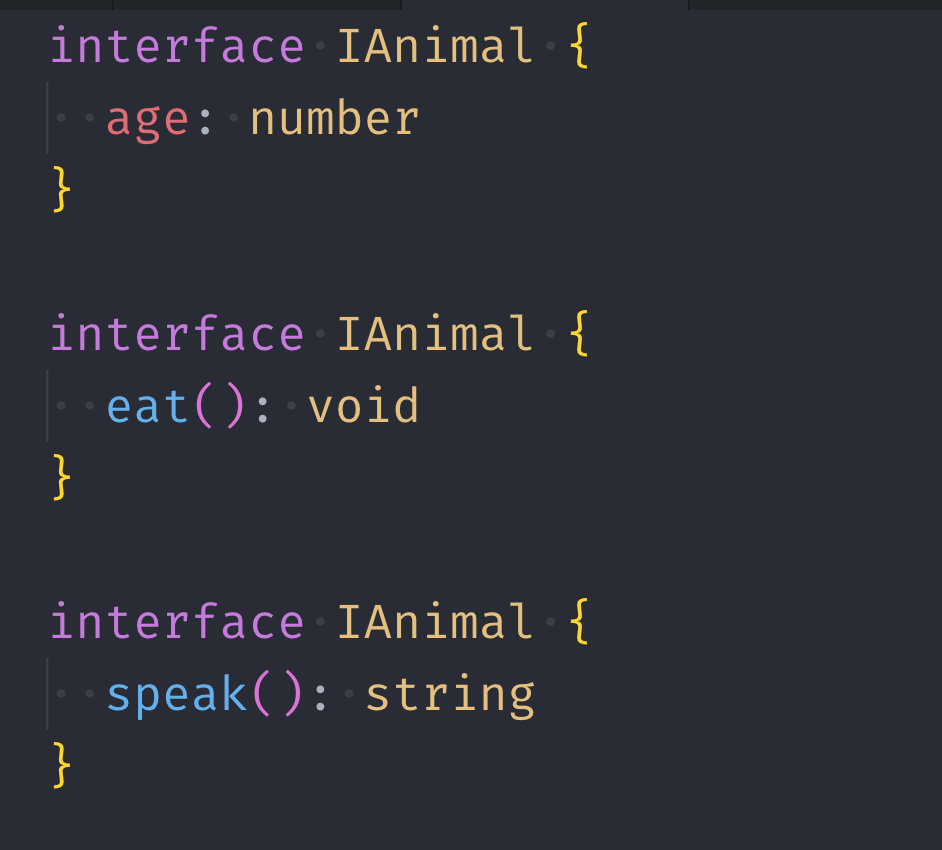 interface IAnimal {
  age: number
}

interface IAnimal {
  eat(): void
}

interface IAnimal {
  speak(): string
}